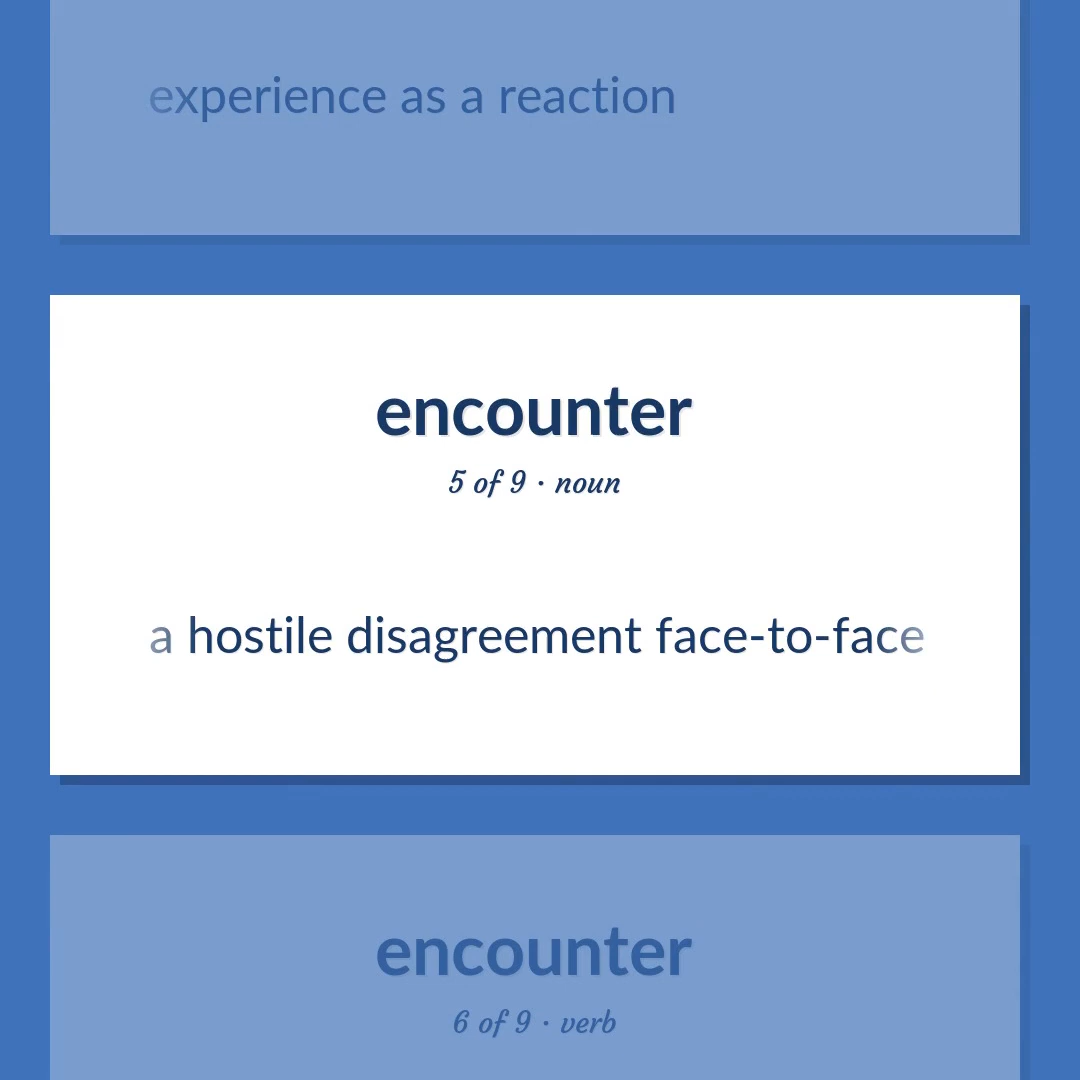 experience as a reaction
encounter
5 of 9 · noun
a hostile disagreement face-to-face
encounter
6 of 9 · verb